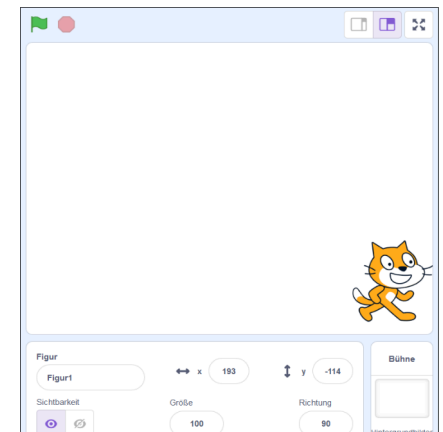 Figur
Figur1
x 193
y -114
Bühne
Sichtbarkeit
Größe
100
Richtung
90